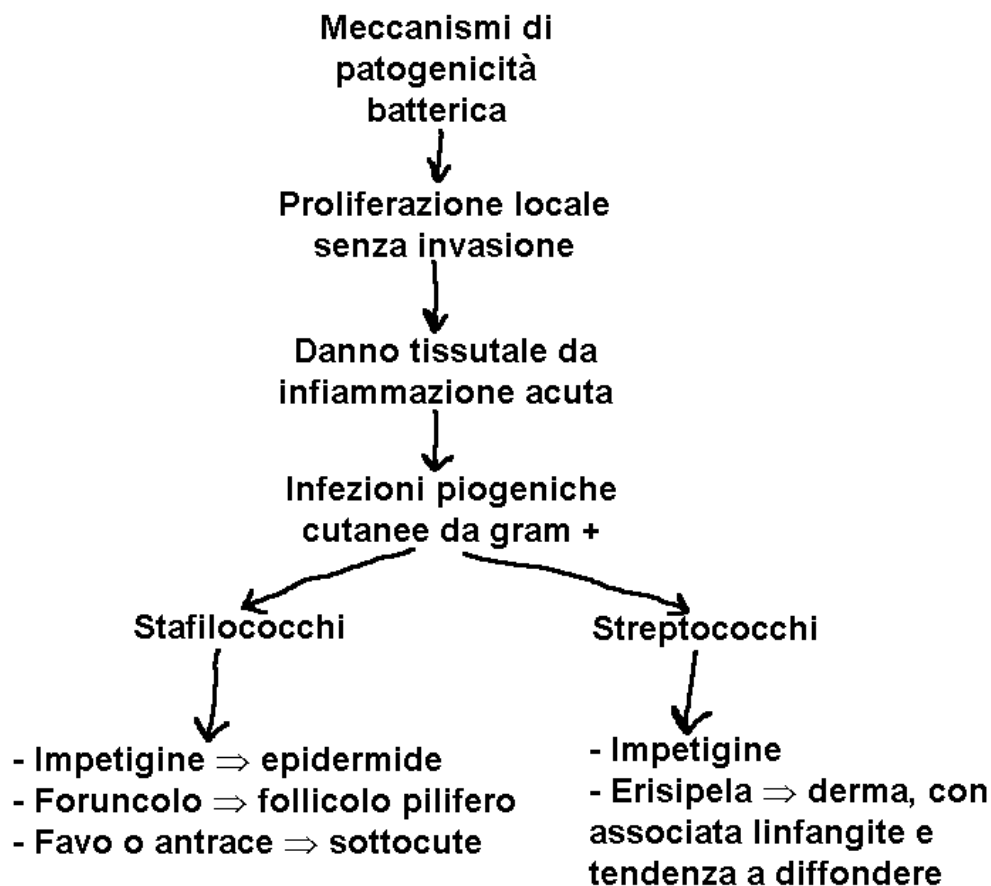 Meccanismi di
patogenicità
batterica
Proliferazione locale
senza invasione
Danno tissutale da
infiammazione acuta
Infezioni piogeniche
cutanee da gram +
Stafilococchi
- Impetigine ⇒ epidermide
- Foruncolo ⇒ follicolo pilifero
- Favo o antrace ⇒ sottocute
Streptococchi
- Impetigine
- Erisipela ⇒ derma, con
associata linfangite e
tendenza a diffondere